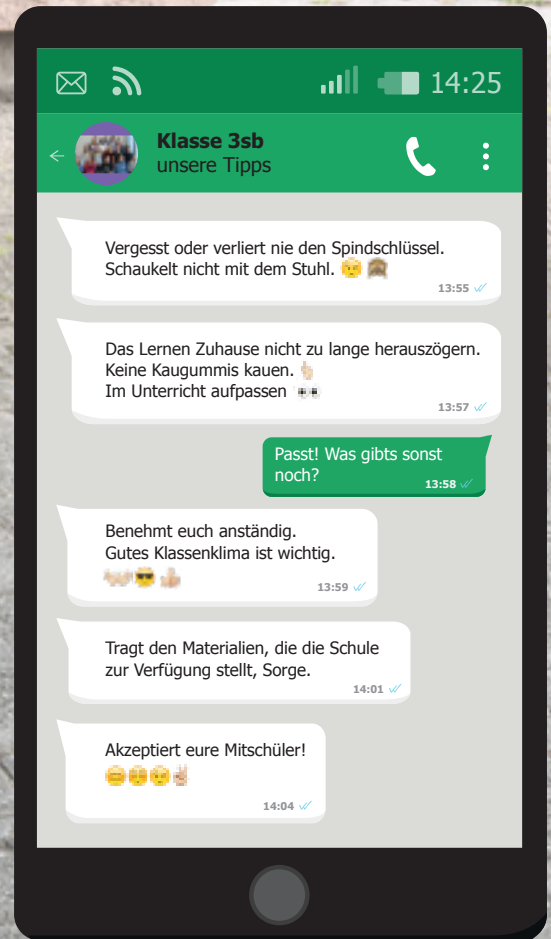 14:25
Klasse 3sb
unsere Tipps
Vergesst oder verliert nie den Spindschlüssel.
Schaukelt nicht mit dem Stuhl.
13:55
Das Lernen Zuhause nicht zu lange herauszögern.
Keine Kaugummis kauen.
Im Unterricht aufpassen
13:57
Passt! Was gibts sonst
noch?
13:58
Benehmt euch anständig.
Gutes Klassenklima ist wichtig.
13:59
Tragt den Materialien, die die Schule
zur Verfügung stellt, Sorge.
14:01
Akzeptiert eure Mitschüler!
14:04